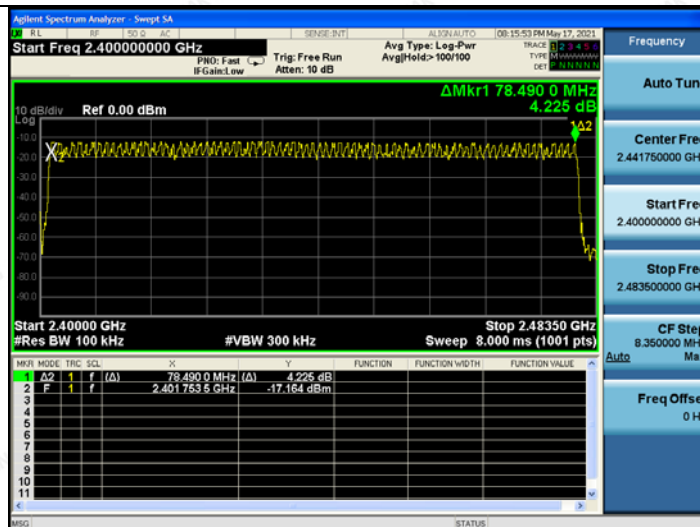 Agilent Spectrum Analyzer - Swept SA
RL RF 50 Ω AC SENSE:INT ALIGN AUTO 08:15:53 PM May 17, 2021
Start Freq 2.400000000 GHz
PNO: Fast
IFGain:Low
Trig: Free Run
Atten: 10 dB
Avg Type: Log-Pwr
Avg|Hold:> 100/100
TRACE 1 2 3 4 5 6
TYPE M
DET P N N N N N
ΔMkr1 78.490 0 MHz
4.225 dB
10 dB/div Ref 0.00 dBm
Log
1Δ2
-10.0
-20.0
2
-30.0
-40.0
-50.0
-60.0
-70.0
-80.0
-90.0
Start 2.40000 GHz Stop 2.48350 GHz
#Res BW 100 kHz #VBW 300 kHz Sweep 8.000 ms (1001 pts)
MKR MODE TRC SCL X Y FUNCTION FUNCTION WIDTH FUNCTION VALUE
1 Δ2 1 f (Δ) 78.490 0 MHz (Δ) 4.225 dB
2 F 1 f 2.401 753 5 GHz -17.164 dBm
3
4
5
6
7
8
9
10
11
MSG STATUS
Frequency
Auto Tun
Center Fre
2.441750000 GH
Start Fre
2.400000000 GH
Stop Fre
2.483500000 GH
CF Step
8.350000 MH
Auto Ma
Freq Offse
0 H